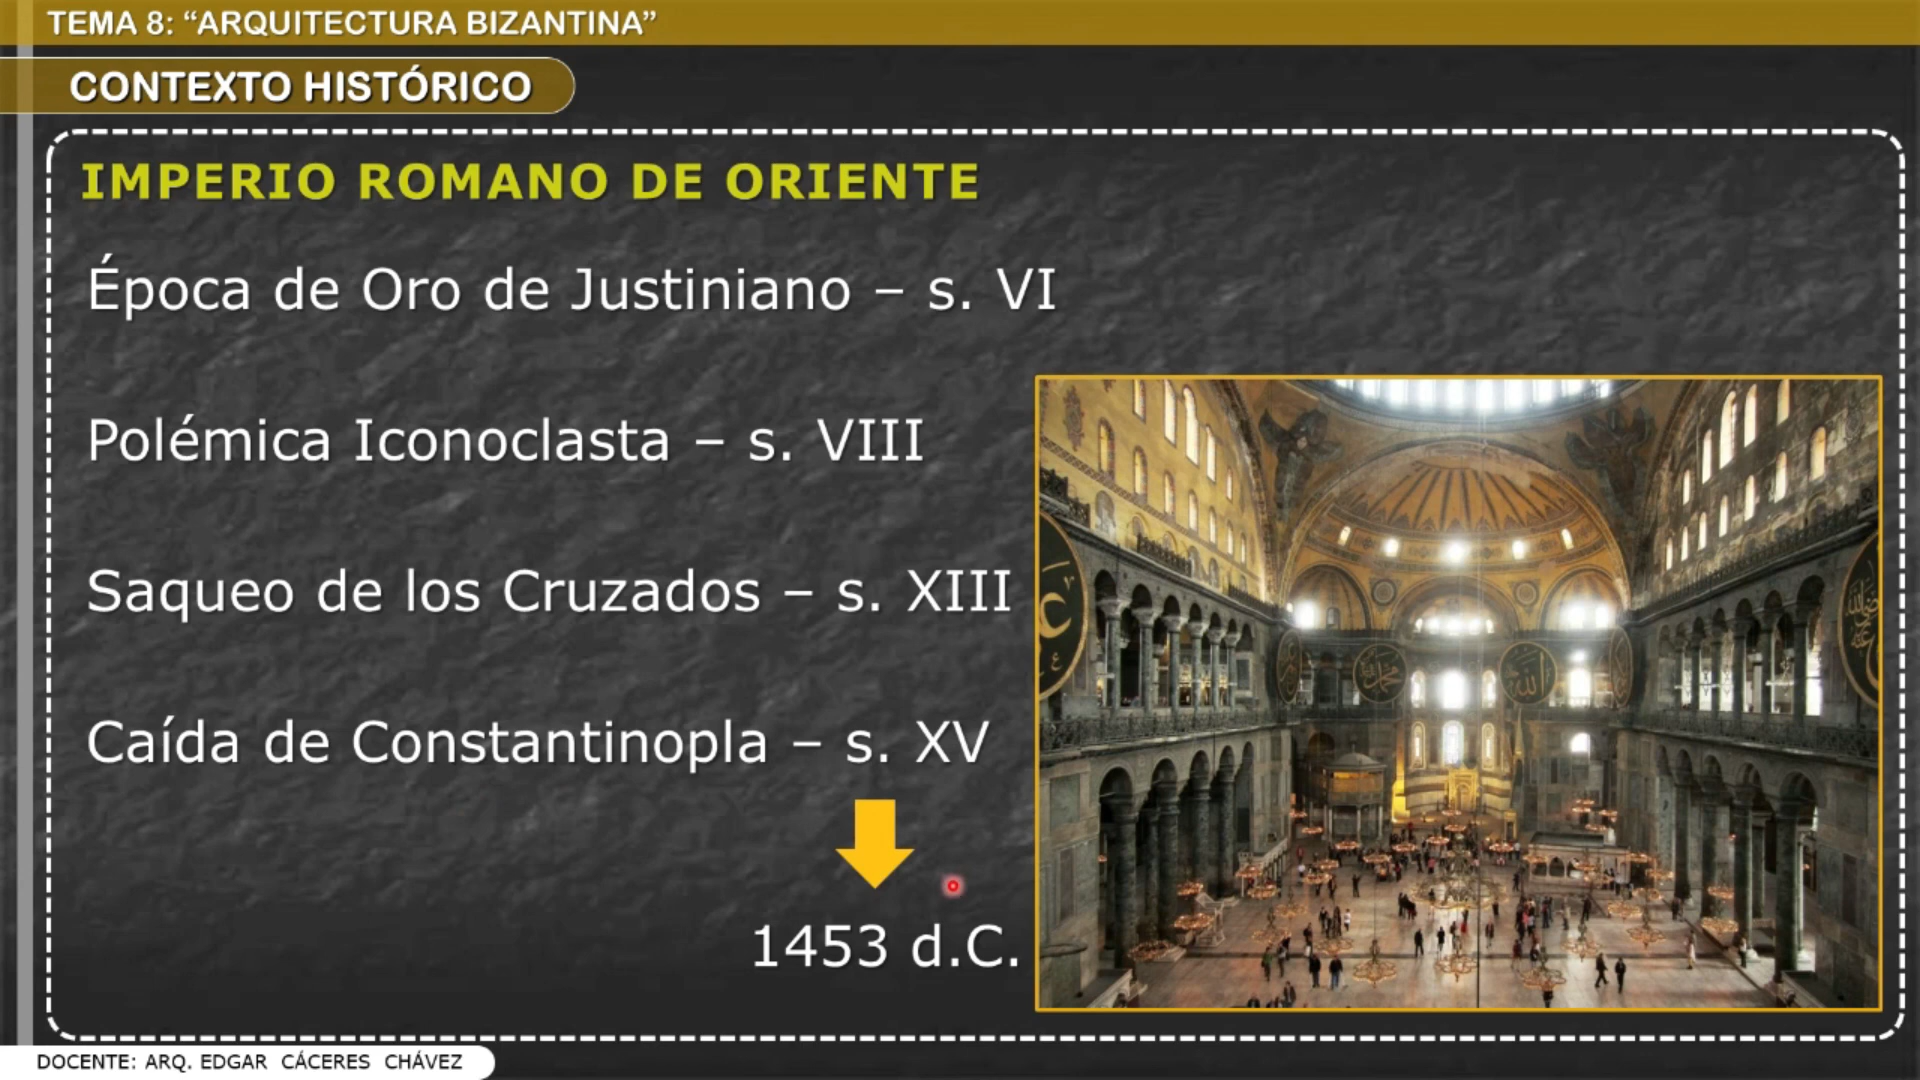 TEMA 8: “ARQUITECTURA BIZANTINA”
CONTEXTO HISTÓRICO
IMPERIO ROMANO DE ORIENTE
Época de Oro de Justiniano – s. VI
Polémica Iconoclasta – s. VIII
Saqueo de los Cruzados – s. XIII
Caída de Constantinopla – s. XV
1453 d.C.
DOCENTE: ARQ. EDGAR CÁCERES CHÁVEZ